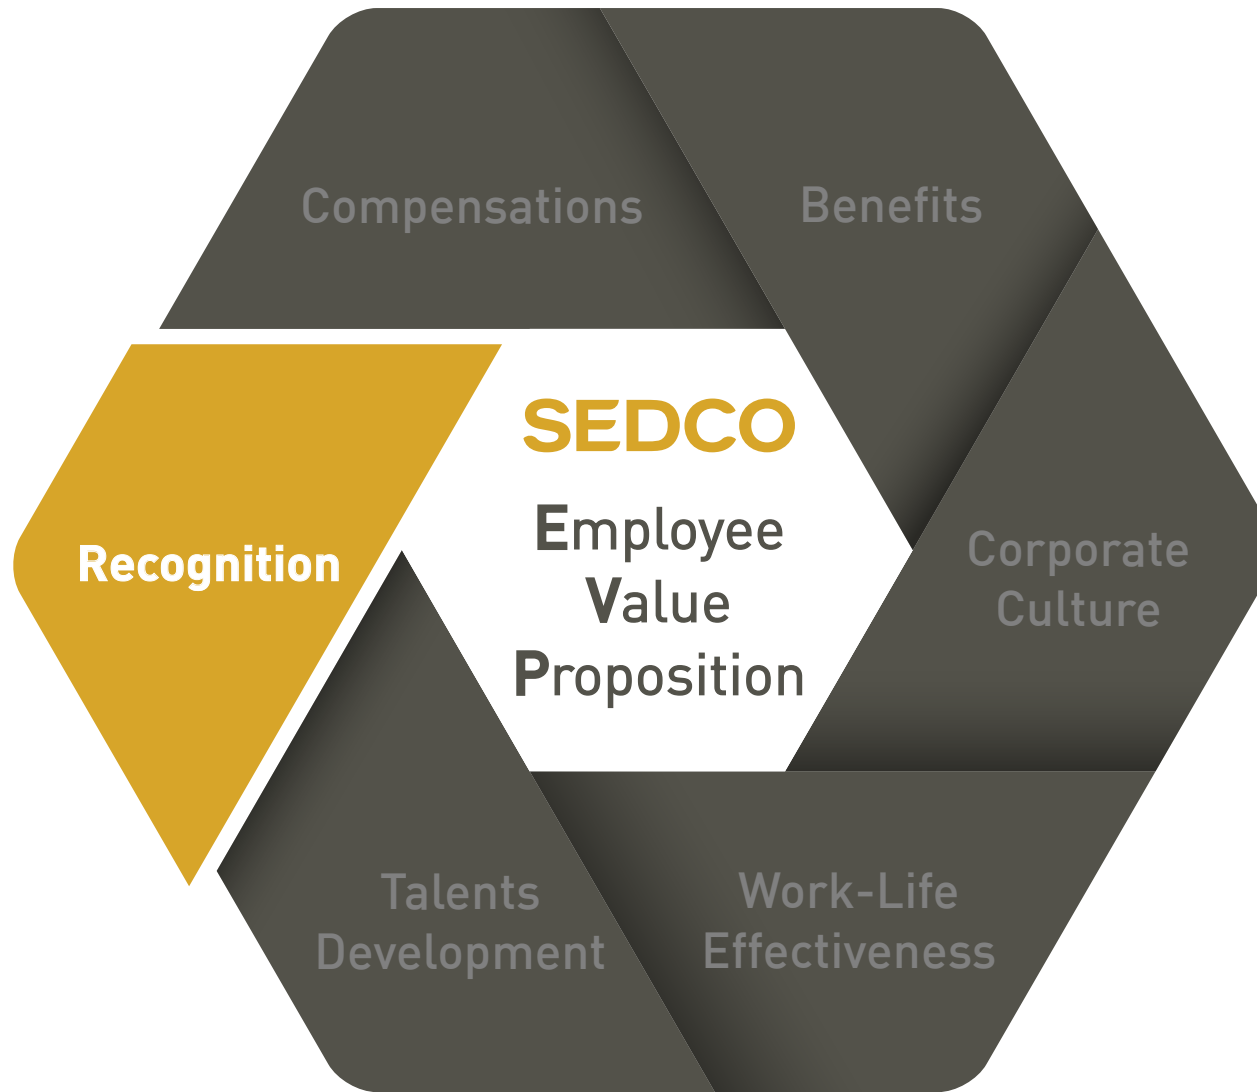 Compensations
Benefits
SEDCO
Employee
Value
Proposition
Recognition
Corporate
Culture
Talents
Development
Work-Life
Effectiveness